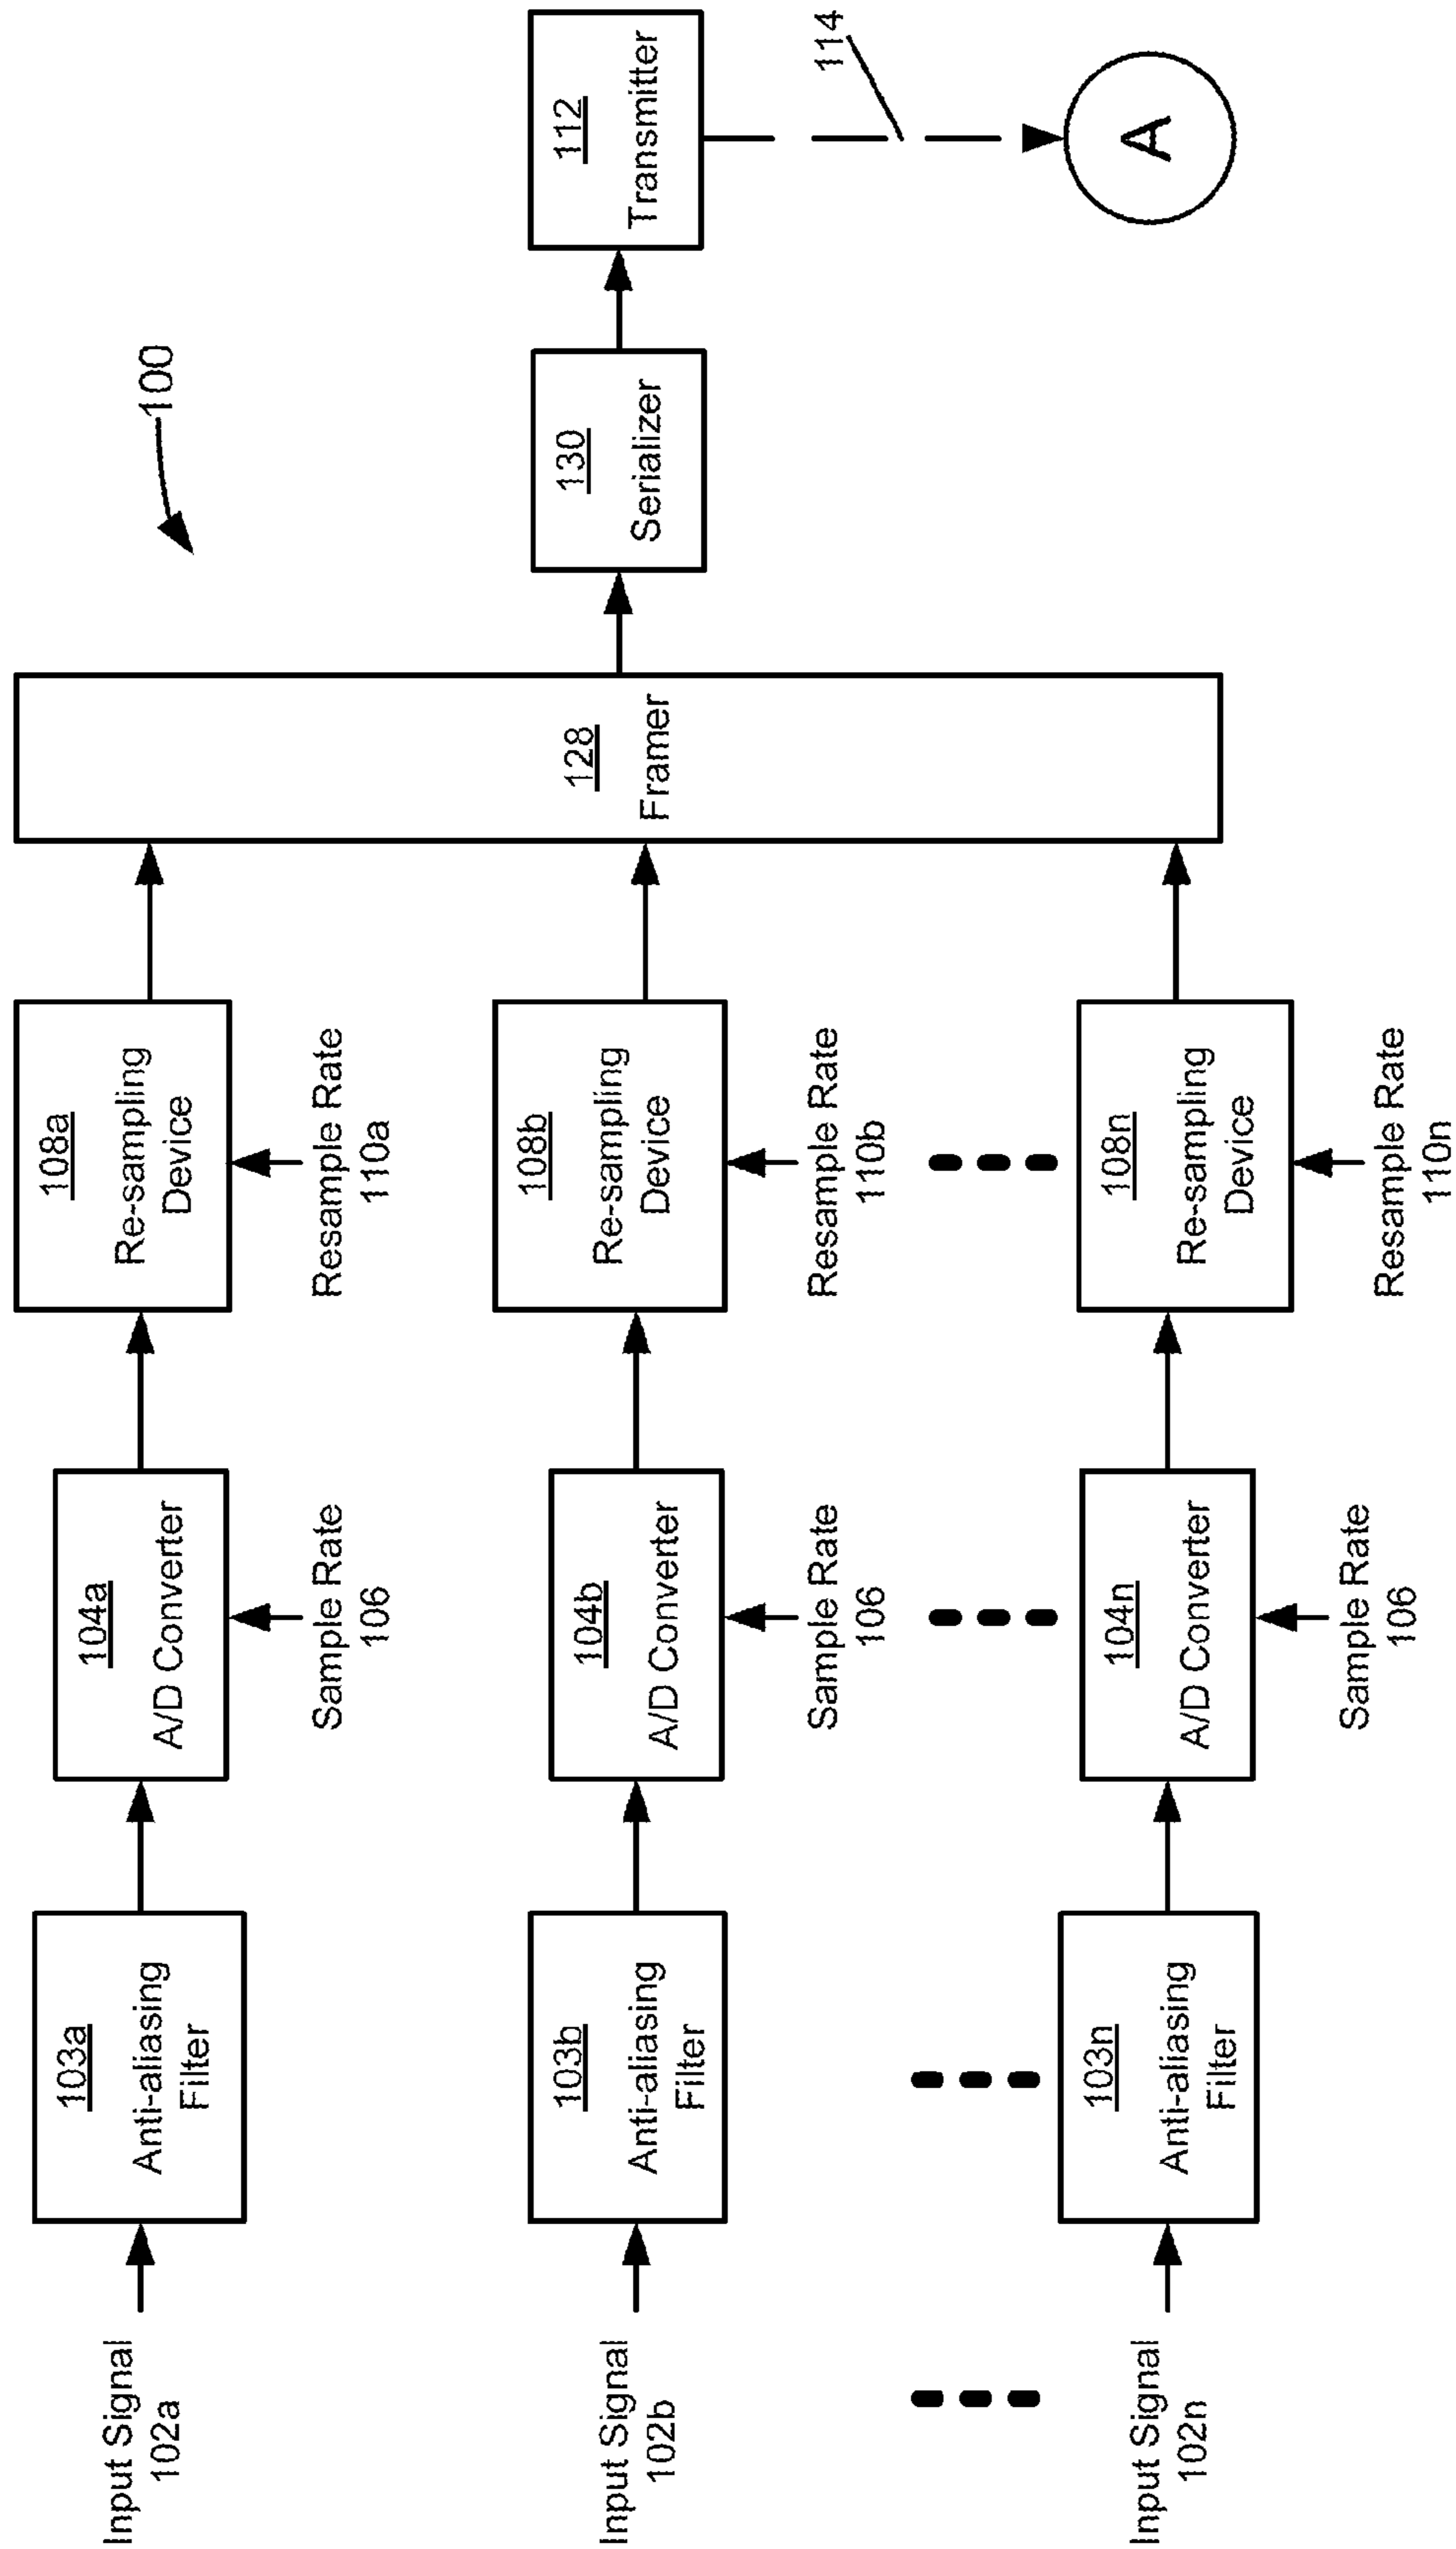 100
Input Signal
102a
103a
Anti-aliasing
Filter
104a
A/D Converter
Sample Rate
106
108a
Re-sampling
Device
Resample Rate
110a
Input Signal
102b
103b
Anti-aliasing
Filter
104b
A/D Converter
Sample Rate
106
108b
Re-sampling
Device
Resample Rate
110b
Input Signal
102n
103n
Anti-aliasing
Filter
104n
A/D Converter
Sample Rate
106
108n
Re-sampling
Device
Resample Rate
110n
128
Framer
130
Serializer
112
Transmitter
114
A